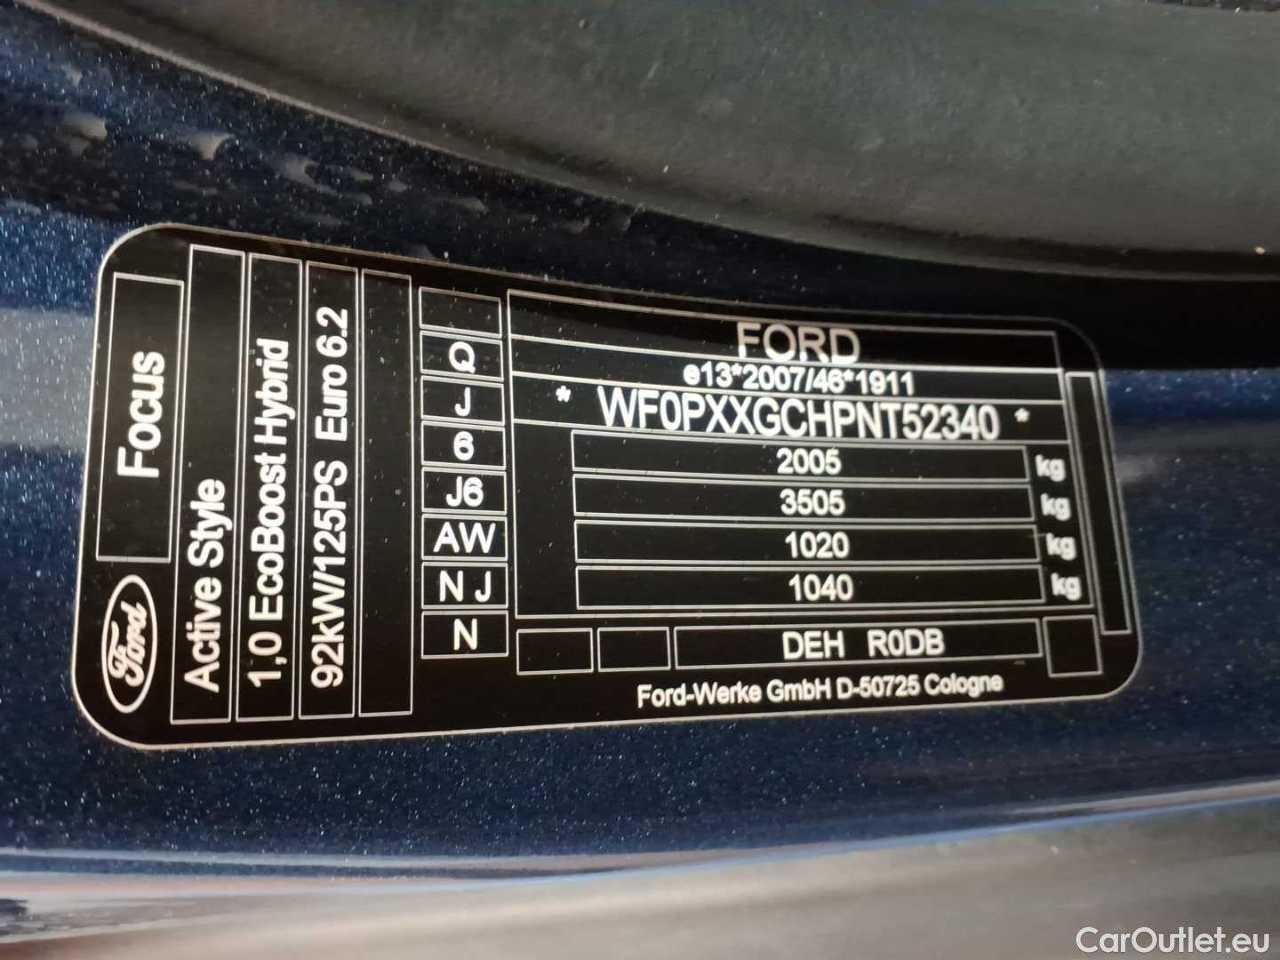 Focus
Ford
Active Style
1,0 EcoBoost Hybrid
92kW/125PS Euro 6.2
Q
J
6
J6
AW
N J
N
FORD
e13*2007/46*1911
* WF0PXXGCHPNT52340 *
2005 kg
3505 kg
1020 kg
1040 kg
DEH R0DB
Ford-Werke GmbH D-50725 Cologne
CarOutlet.eu